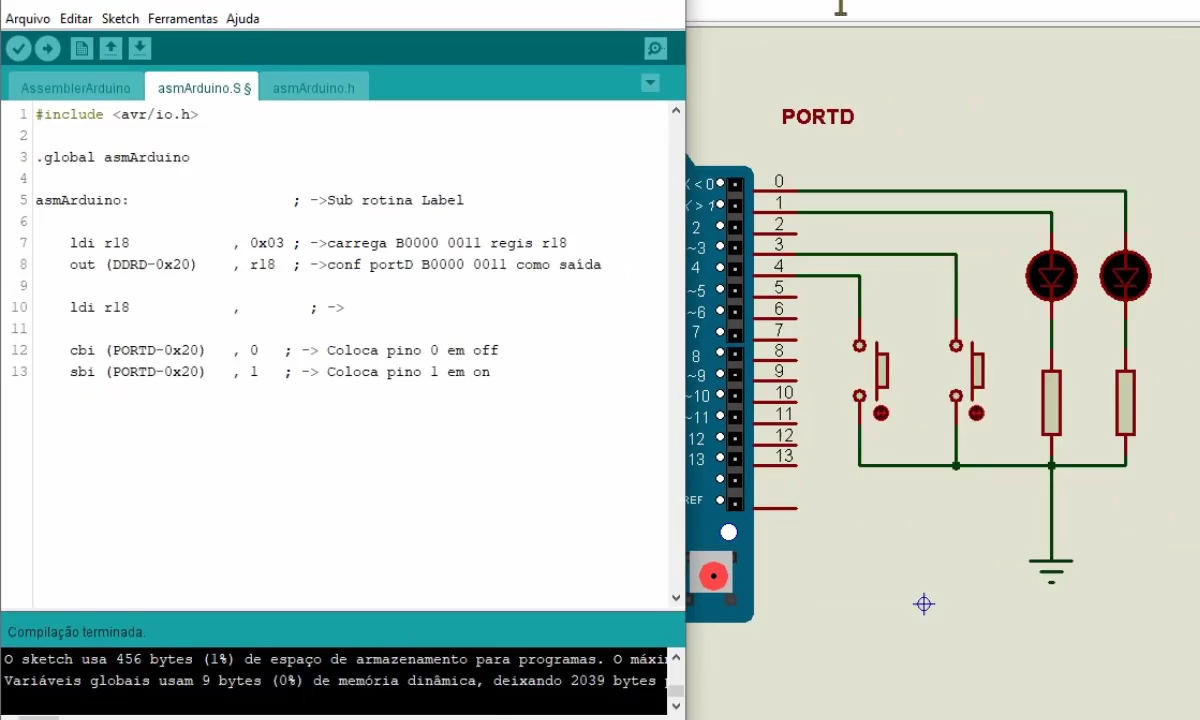 Arquivo Editar Sketch Ferramentas Ajuda
AssemblerArduino asmArduino.S § asmArduino.h
1 #include <avr/io.h>
2
3 .global asmArduino
4
5 asmArduino: ; ->Sub rotina Label
6
7 ldi r18 , 0x03 ; ->carrega B0000 0011 regis r18
8 out (DDRD-0x20) , r18 ; ->conf portD B0000 0011 como saída
9
10 ldi r18 , ; ->
11
12 cbi (PORTD-0x20) , 0 ; -> Coloca pino 0 em off
13 sbi (PORTD-0x20) , 1 ; -> Coloca pino 1 em on
Compilação terminada.
O sketch usa 456 bytes (1%) de espaço de armazenamento para programas. O máxi
Variáveis globais usam 9 bytes (0%) de memória dinâmica, deixando 2039 bytes
PORTD
X < 0 0
X > 1 1
2 2
~3 3
4 4
~5 5
~6 6
7 7
8 8
~9 9
~10 10
~11 11
12 12
13 13
REF